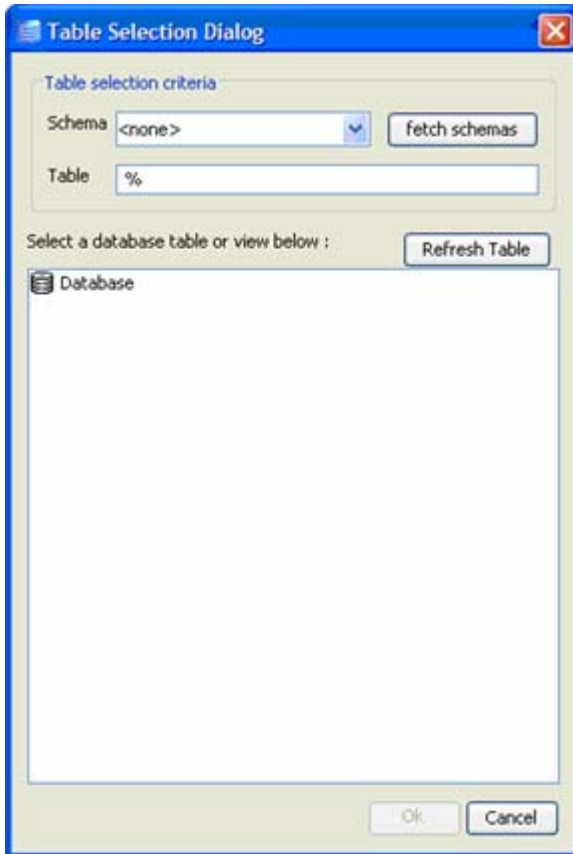 Table Selection Dialog
Table selection criteria
Schema <none> fetch schemas
Table %
Select a database table or view below : Refresh Table
Database
Ok Cancel